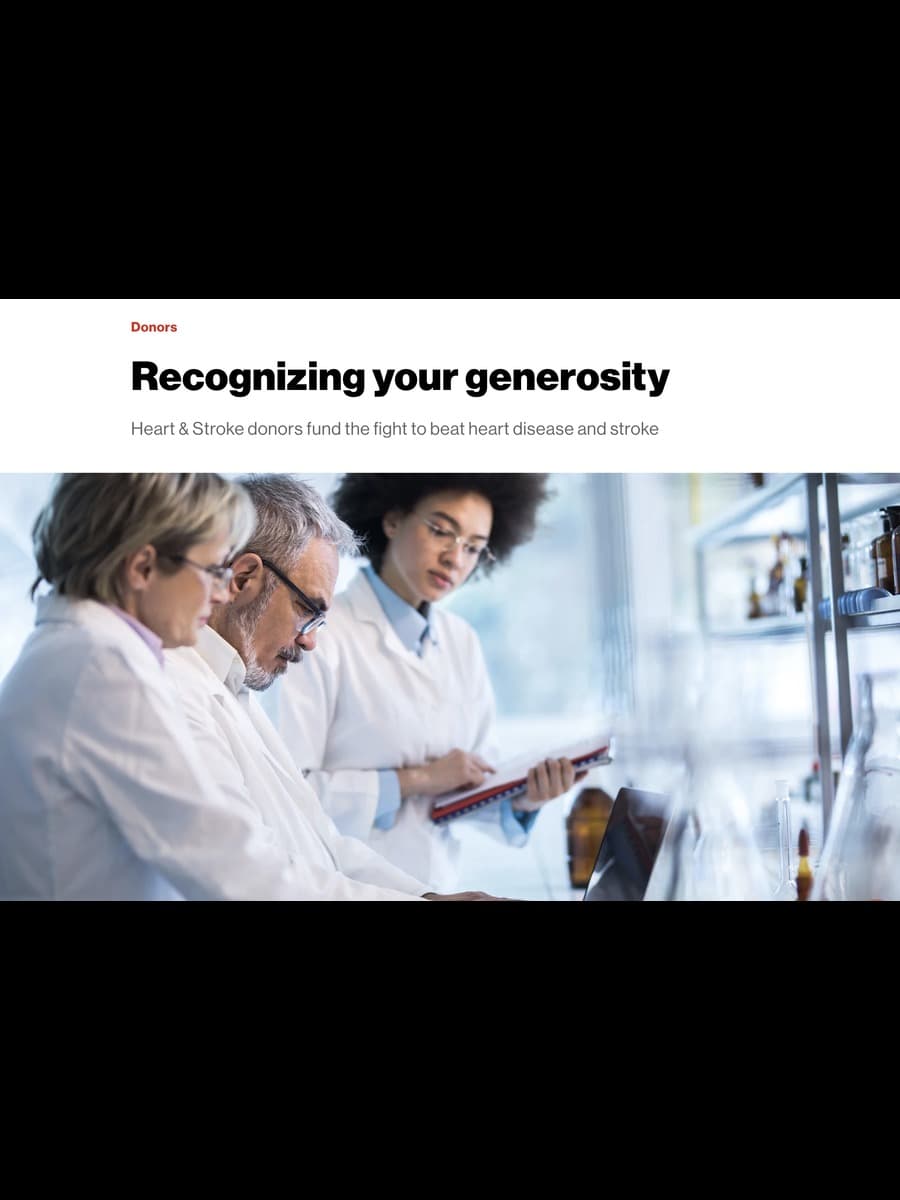 Donors
Recognizing your generosity
Heart & Stroke donors fund the fight to beat heart disease and stroke